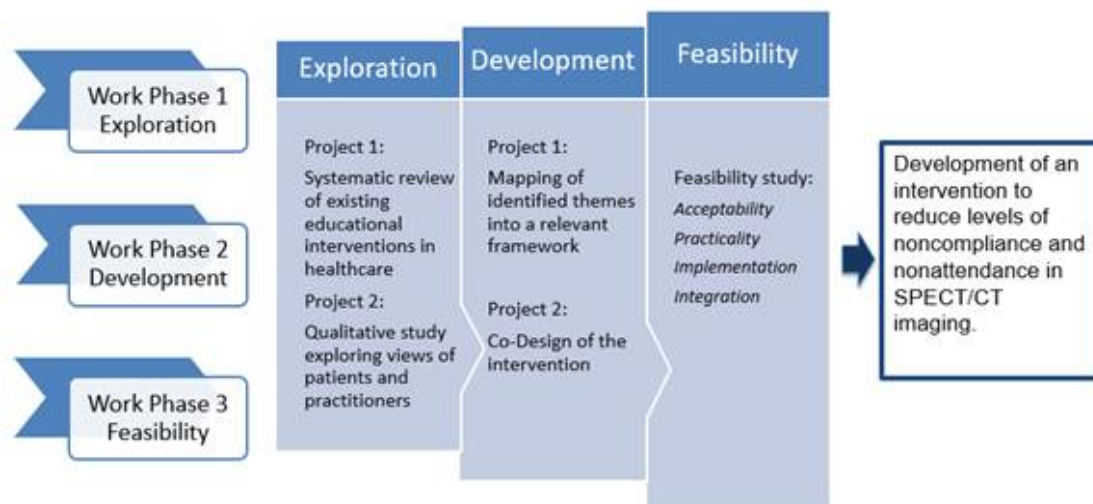 Work Phase 1
Exploration
Work Phase 2
Development
Work Phase 3
Feasibility
Exploration
Project 1:
Systematic review
of existing
educational
interventions in
healthcare
Project 2:
Qualitative study
exploring views of
patients and
practitioners
Development
Project 1:
Mapping of
identified themes
into a relevant
framework
Project 2:
Co-Design of the
intervention
Feasibility
Feasibility study:
Acceptability
Practicality
Implementation
Integration
Development of an
intervention to
reduce levels of
noncompliance and
nonattendance in
SPECT/CT
imaging.